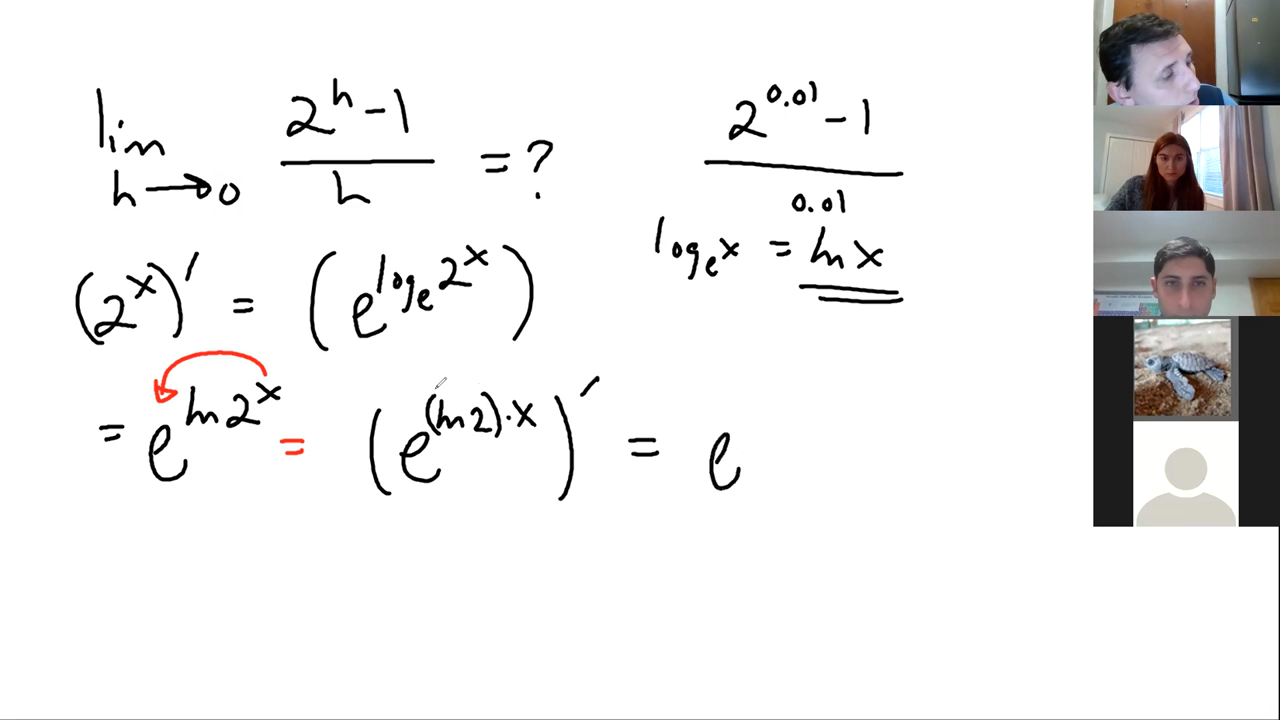 lim h→0 (2^h − 1)/h = ?
(2^0.01 − 1)/0.01
log_e x = ln x
(2^x)′ = (e^(log_e 2^x))
= e^(ln 2^x) = (e^((ln 2)·x))′ = e